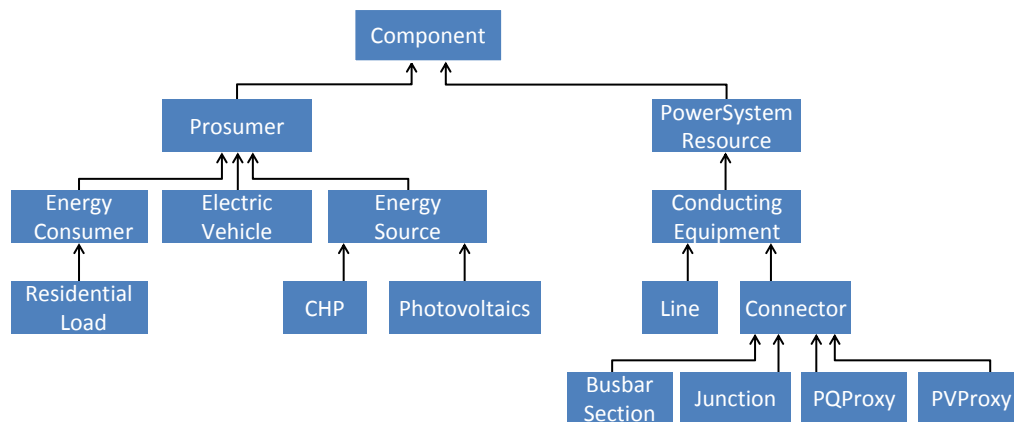 Component
Prosumer
PowerSystem
Resource
Energy
Consumer
Electric
Vehicle
Energy
Source
Conducting
Equipment
Residential
Load
CHP
Photovoltaics
Line
Connector
Busbar
Section
Junction
PQProxy
PVProxy